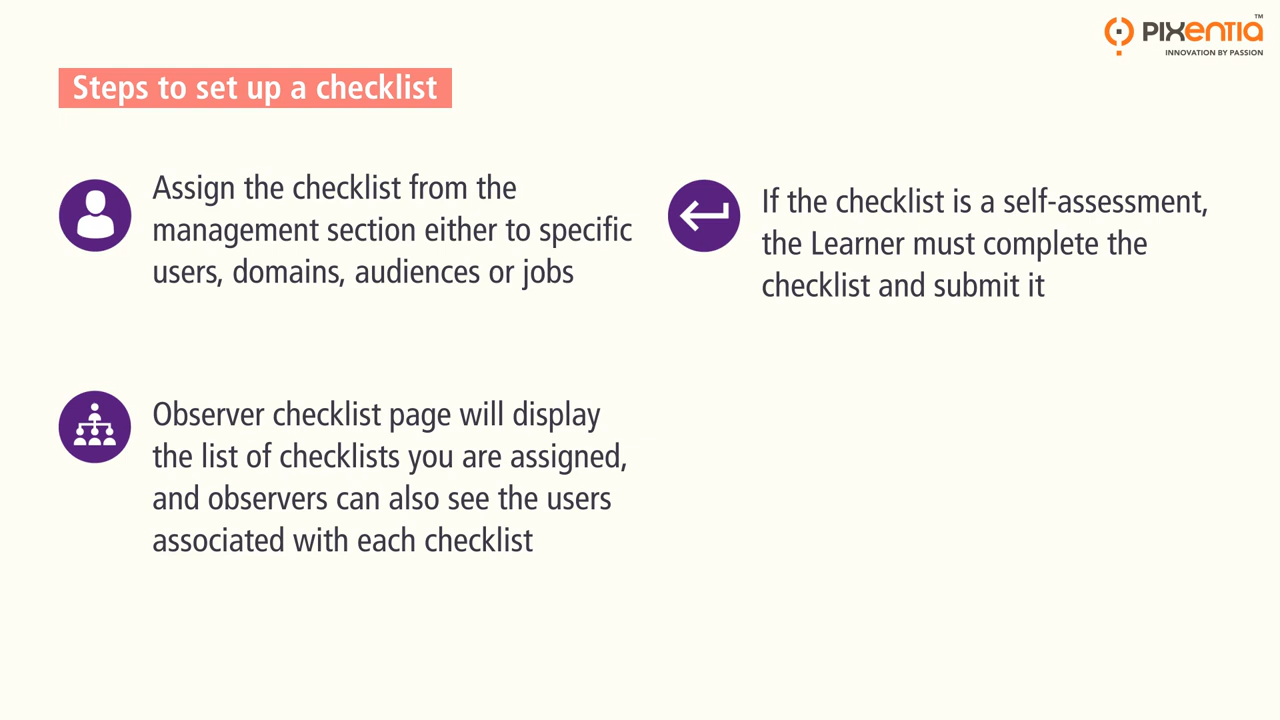 PIXENTIA
TM
INNOVATION BY PASSION
Steps to set up a checklist
Assign the checklist from the
management section either to specific
users, domains, audiences or jobs
If the checklist is a self-assessment,
the Learner must complete the
checklist and submit it
Observer checklist page will display
the list of checklists you are assigned,
and observers can also see the users
associated with each checklist